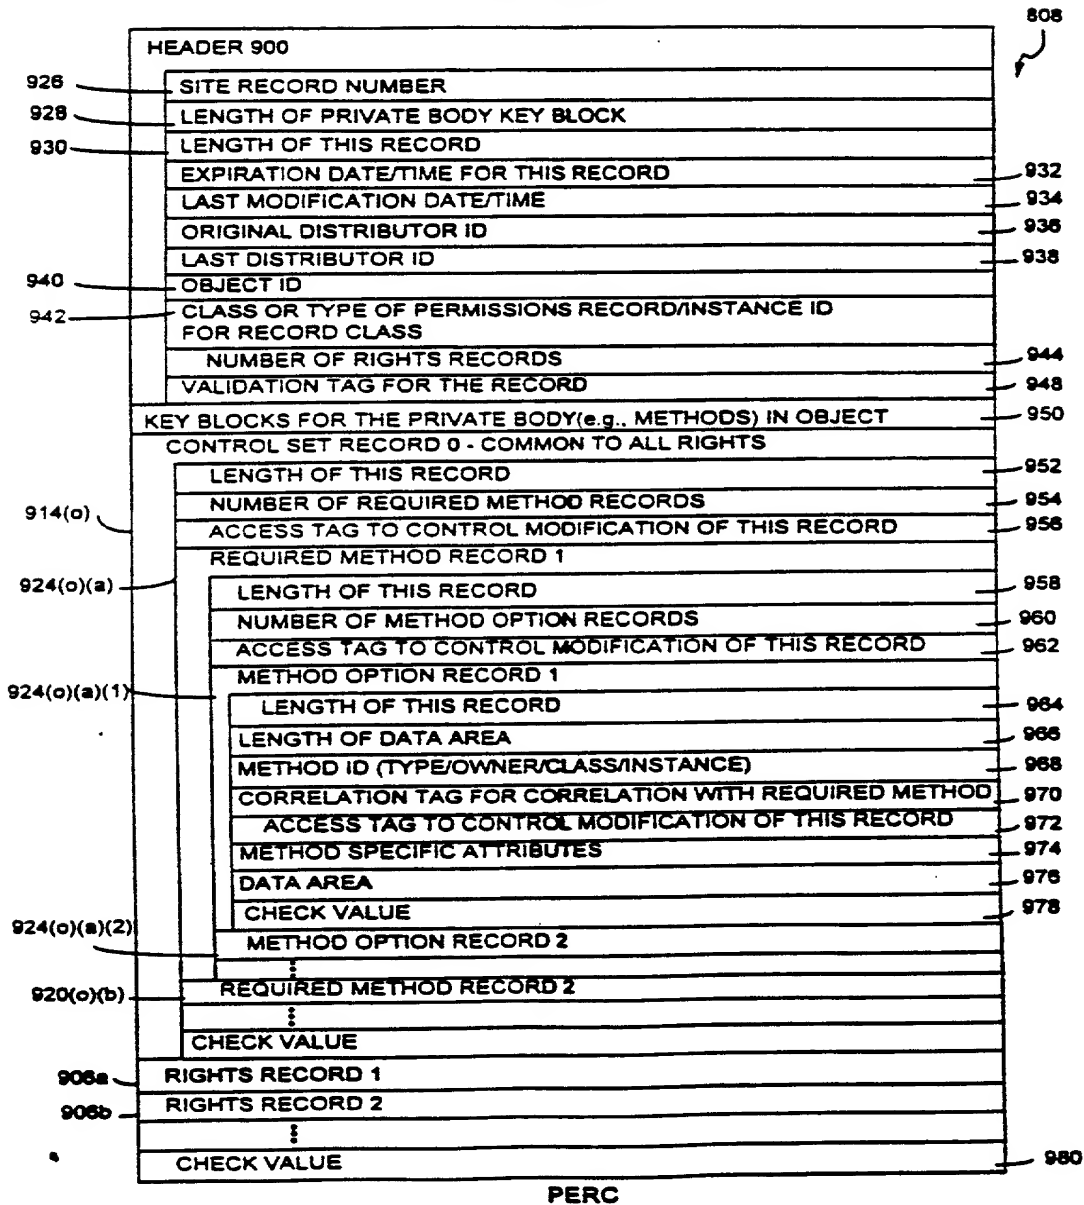 808
HEADER 900
926 SITE RECORD NUMBER
928 LENGTH OF PRIVATE BODY KEY BLOCK
930 LENGTH OF THIS RECORD
EXPIRATION DATE/TIME FOR THIS RECORD 932
LAST MODIFICATION DATE/TIME 934
ORIGINAL DISTRIBUTOR ID 936
LAST DISTRIBUTOR ID 938
940 OBJECT ID
942 CLASS OR TYPE OF PERMISSIONS RECORD/INSTANCE ID
FOR RECORD CLASS
NUMBER OF RIGHTS RECORDS 944
VALIDATION TAG FOR THE RECORD 948
KEY BLOCKS FOR THE PRIVATE BODY(e.g., METHODS) IN OBJECT 950
CONTROL SET RECORD 0 - COMMON TO ALL RIGHTS
LENGTH OF THIS RECORD 952
NUMBER OF REQUIRED METHOD RECORDS 954
914(o)
ACCESS TAG TO CONTROL MODIFICATION OF THIS RECORD 956
REQUIRED METHOD RECORD 1
924(o)(a) LENGTH OF THIS RECORD 958
NUMBER OF METHOD OPTION RECORDS 960
ACCESS TAG TO CONTROL MODIFICATION OF THIS RECORD 962
METHOD OPTION RECORD 1
924(o)(a)(1) LENGTH OF THIS RECORD 964
LENGTH OF DATA AREA 966
METHOD ID (TYPE/OWNER/CLASS/INSTANCE) 968
CORRELATION TAG FOR CORRELATION WITH REQUIRED METHOD 970
ACCESS TAG TO CONTROL MODIFICATION OF THIS RECORD 972
METHOD SPECIFIC ATTRIBUTES 974
DATA AREA 976
CHECK VALUE 978
924(o)(a)(2) METHOD OPTION RECORD 2
920(o)(b) REQUIRED METHOD RECORD 2
CHECK VALUE
906a RIGHTS RECORD 1
906b RIGHTS RECORD 2
CHECK VALUE 980
PERC